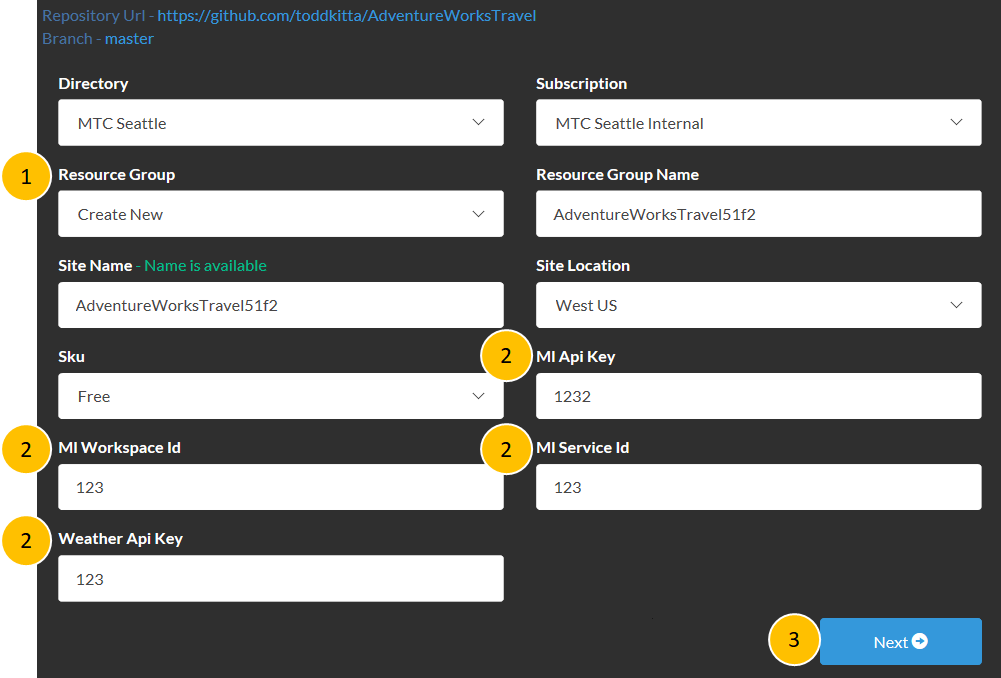 Repository Url - https://github.com/toddkitta/AdventureWorksTravel
Branch - master
Directory
Subscription
MTC Seattle
MTC Seattle Internal
1
Resource Group
Resource Group Name
Create New
AdventureWorksTravel51f2
Site Name - Name is available
Site Location
AdventureWorksTravel51f2
West US
Sku
2
Ml Api Key
Free
1232
2
Ml Workspace Id
2
Ml Service Id
123
123
2
Weather Api Key
123
3
Next